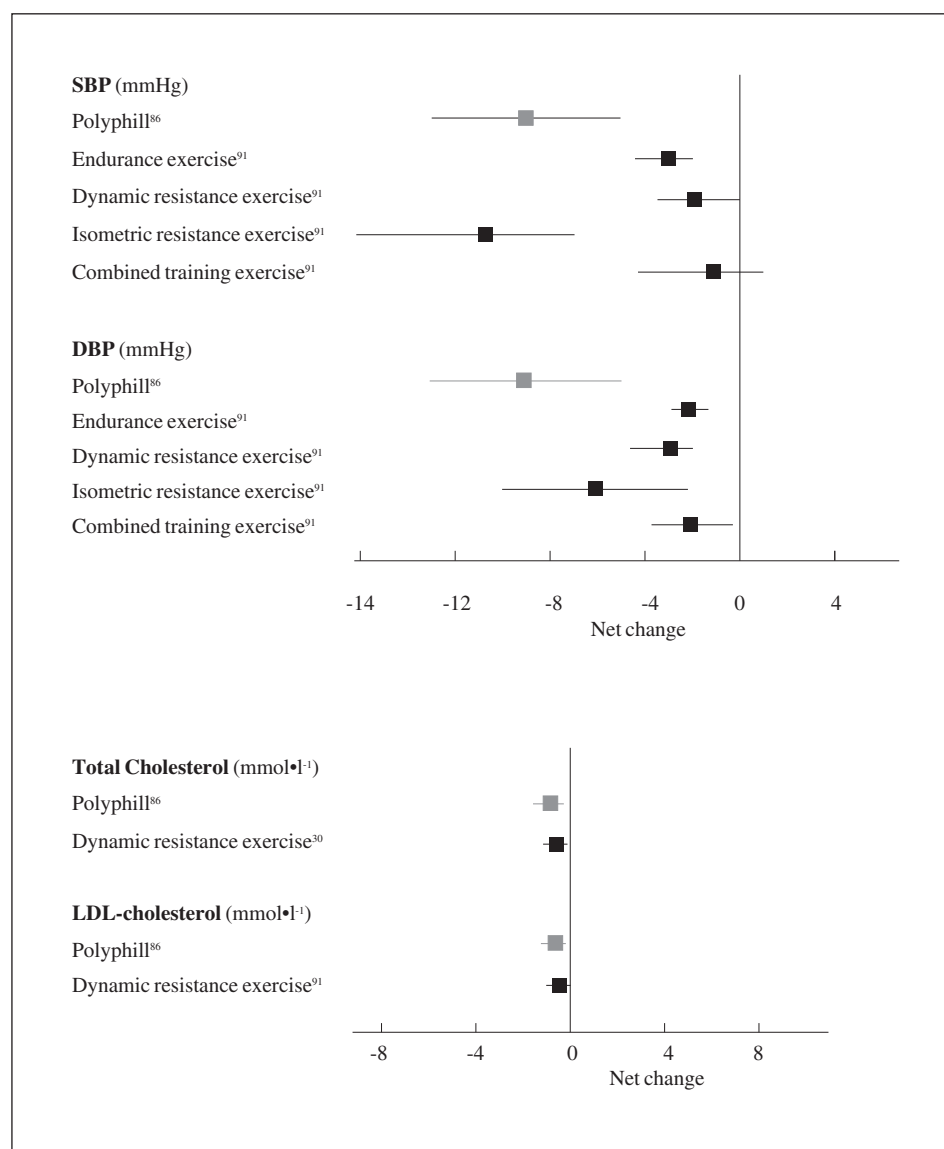 SBP (mmHg)
Polyphill⁸⁶
Endurance exercise⁹¹
Dynamic resistance exercise⁹¹
Isometric resistance exercise⁹¹
Combined training exercise⁹¹
DBP (mmHg)
Polyphill⁸⁶
Endurance exercise⁹¹
Dynamic resistance exercise⁹¹
Isometric resistance exercise⁹¹
Combined training exercise⁹¹
-14 -12 -8 -4 0 4
Net change
Total Cholesterol (mmol•l⁻¹)
Polyphill⁸⁶
Dynamic resistance exercise³⁰
LDL-cholesterol (mmol•l⁻¹)
Polyphill⁸⁶
Dynamic resistance exercise⁹¹
-8 -4 0 4 8
Net change